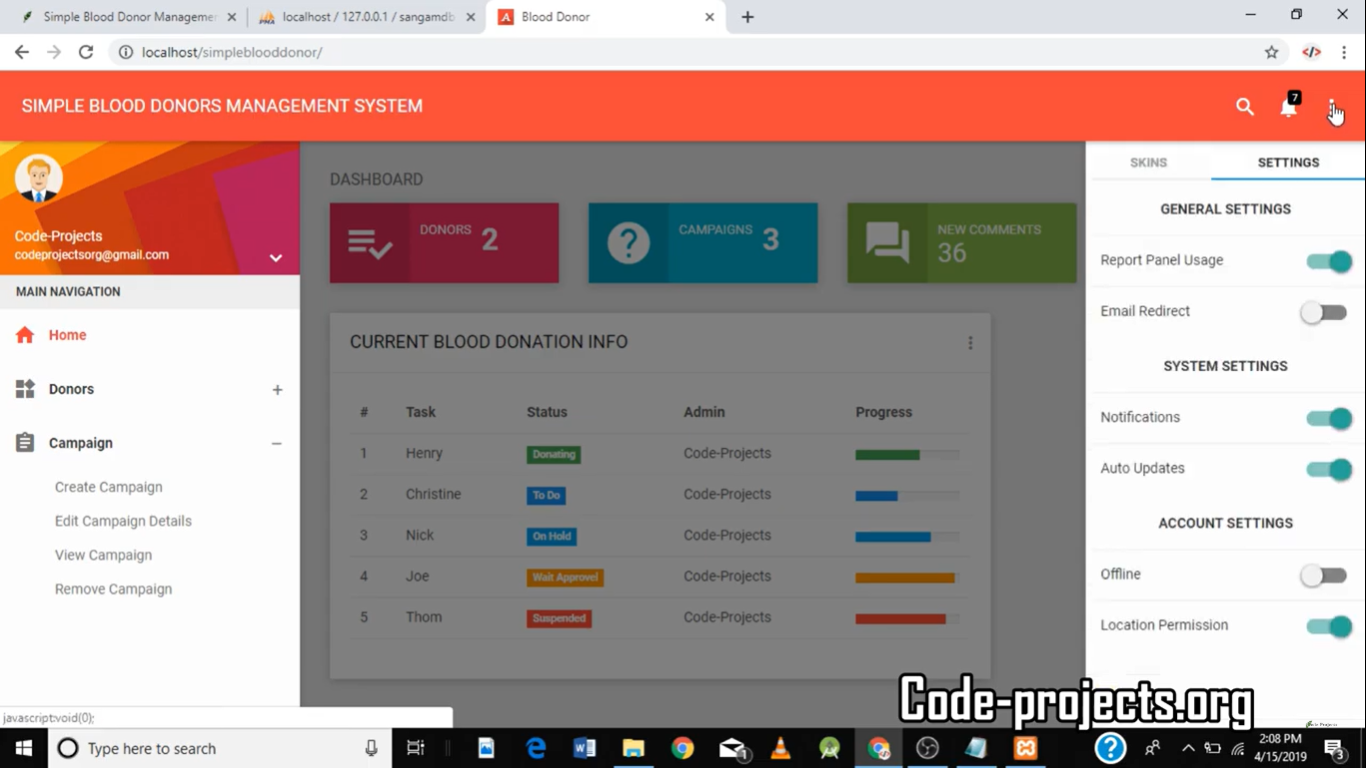 Simple Blood Donor Managemen
localhost / 127.0.0.1 / sangamdb
Blood Donor
localhost/simpleblooddonor/
SIMPLE BLOOD DONORS MANAGEMENT SYSTEM
7
Code-Projects
codeprojectsorg@gmail.com
MAIN NAVIGATION
Home
Donors
Campaign
Create Campaign
Edit Campaign Details
View Campaign
Remove Campaign
javascript:void(0);
DASHBOARD
DONORS 2
CAMPAIGNS 3
NEW COMMENTS
36
CURRENT BLOOD DONATION INFO
# Task Status Admin Progress
1 Henry Donating Code-Projects
2 Christine To Do Code-Projects
3 Nick On Hold Code-Projects
4 Joe Wait Approvel Code-Projects
5 Thom Suspended Code-Projects
SKINS SETTINGS
GENERAL SETTINGS
Report Panel Usage
Email Redirect
SYSTEM SETTINGS
Notifications
Auto Updates
ACCOUNT SETTINGS
Offline
Location Permission
Code-projects.org
Type here to search
2:08 PM
4/15/2019